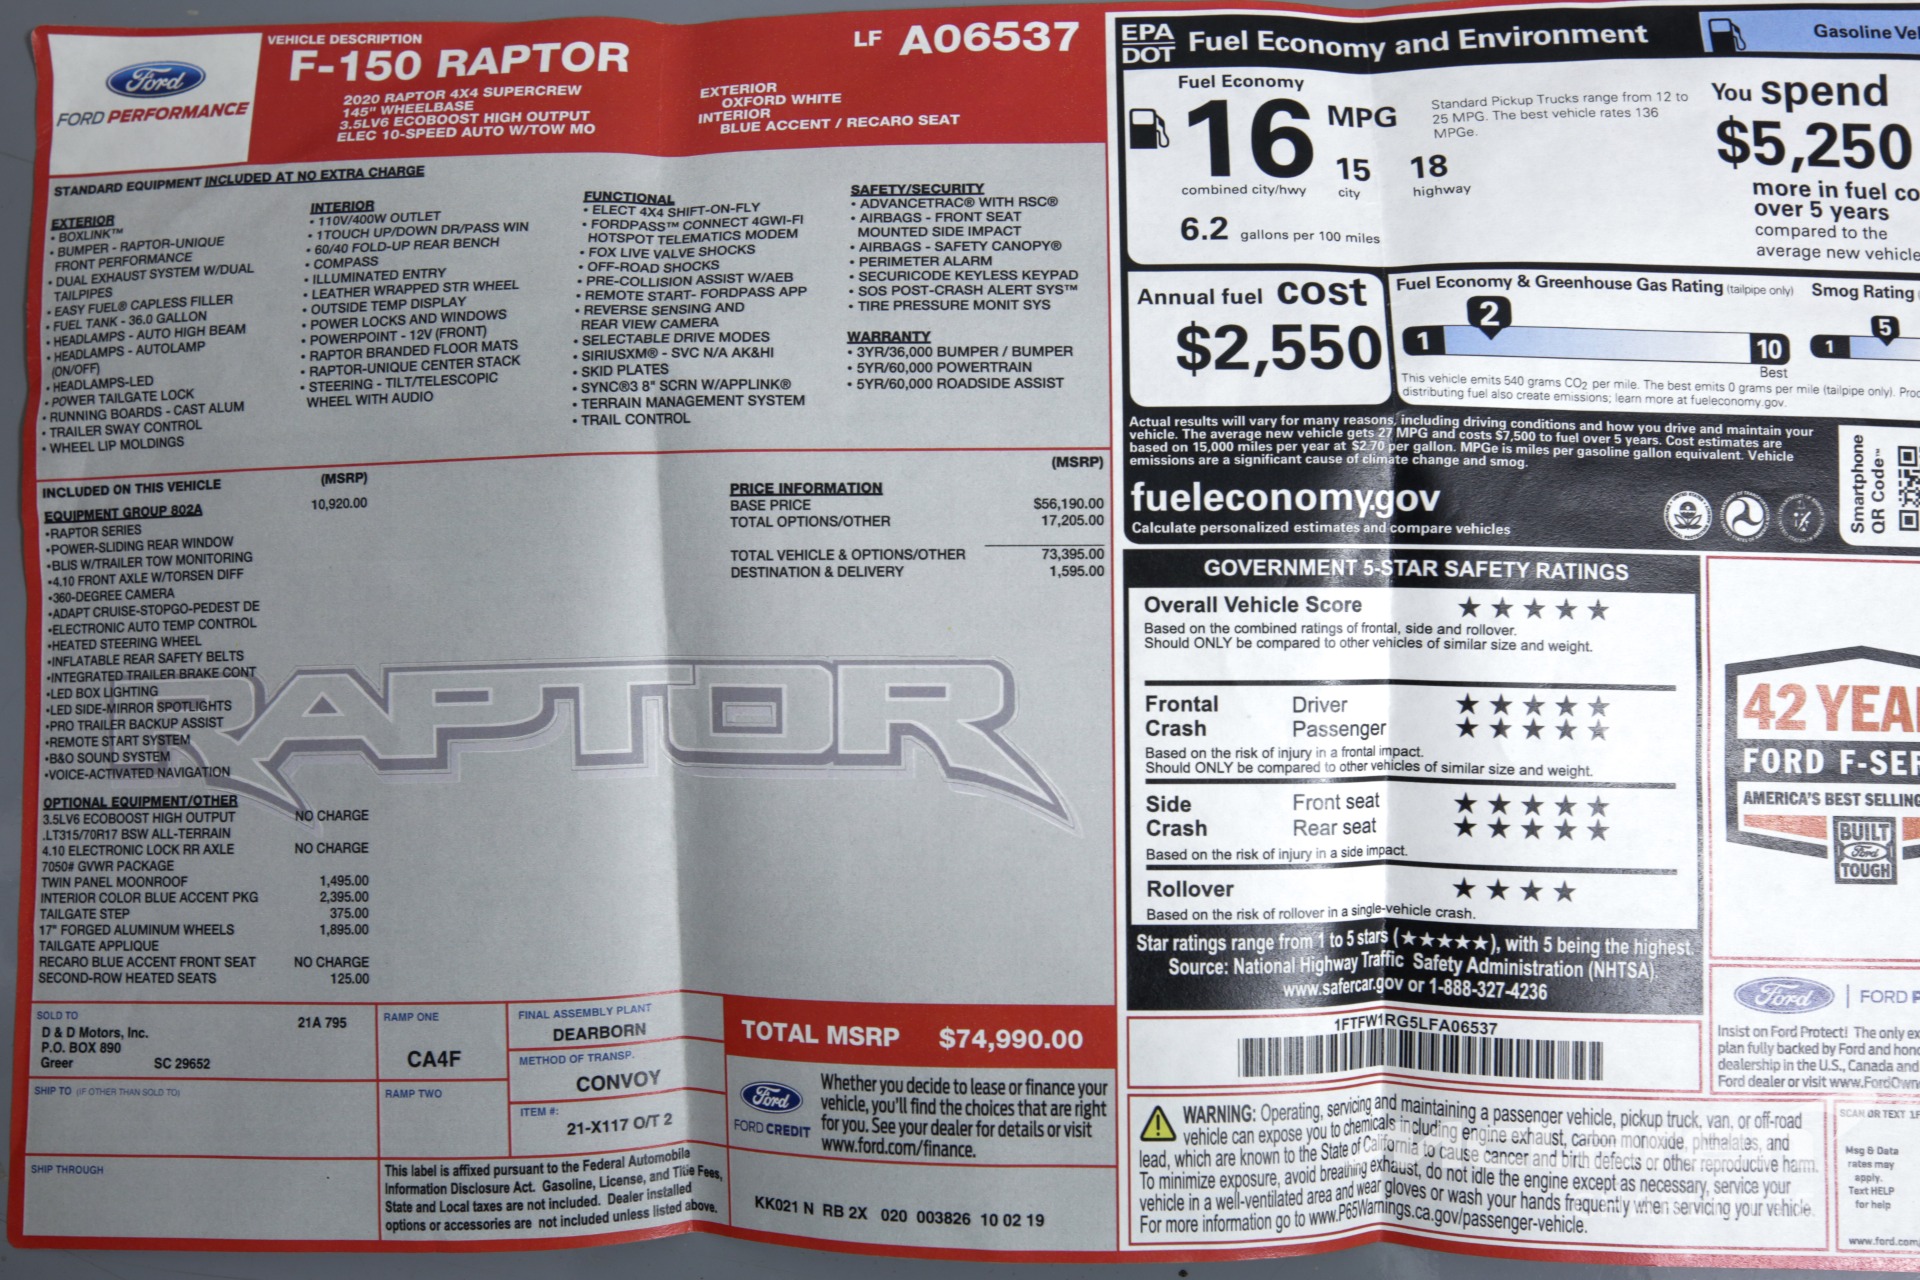 Ford
FORD PERFORMANCE
VEHICLE DESCRIPTION
F-150 RAPTOR
2020 RAPTOR 4X4 SUPERCREW
145" WHEELBASE
3.5LV6 ECOBOOST HIGH OUTPUT
ELEC 10-SPEED AUTO W/TOW MO
LF A06537
EXTERIOR
OXFORD WHITE
INTERIOR
BLUE ACCENT / RECARO SEAT
STANDARD EQUIPMENT INCLUDED AT NO EXTRA CHARGE
EXTERIOR
• BOXLINK™
• BUMPER - RAPTOR-UNIQUE
FRONT PERFORMANCE
• DUAL EXHAUST SYSTEM W/DUAL
TAILPIPES
• EASY FUEL® CAPLESS FILLER
• FUEL TANK - 36.0 GALLON
• HEADLAMPS - AUTO HIGH BEAM
• HEADLAMPS - AUTOLAMP
(ON/OFF)
• HEADLAMPS-LED
• POWER TAILGATE LOCK
• RUNNING BOARDS - CAST ALUM
• TRAILER SWAY CONTROL
• WHEEL LIP MOLDINGS
INTERIOR
• 110V/400W OUTLET
• 1TOUCH UP/DOWN DR/PASS WIN
• 60/40 FOLD-UP REAR BENCH
• COMPASS
• ILLUMINATED ENTRY
• LEATHER WRAPPED STR WHEEL
• OUTSIDE TEMP DISPLAY
• POWER LOCKS AND WINDOWS
• POWERPOINT - 12V (FRONT)
• RAPTOR BRANDED FLOOR MATS
• RAPTOR-UNIQUE CENTER STACK
• STEERING - TILT/TELESCOPIC
WHEEL WITH AUDIO
FUNCTIONAL
• ELECT 4X4 SHIFT-ON-FLY
• FORDPASS™ CONNECT 4GWI-FI
HOTSPOT TELEMATICS MODEM
• FOX LIVE VALVE SHOCKS
• OFF-ROAD SHOCKS
• PRE-COLLISION ASSIST W/AEB
• REMOTE START- FORDPASS APP
• REVERSE SENSING AND
REAR VIEW CAMERA
• SELECTABLE DRIVE MODES
• SIRIUSXM® - SVC N/A AK&HI
• SKID PLATES
• SYNC®3 8" SCRN W/APPLINK®
• TERRAIN MANAGEMENT SYSTEM
• TRAIL CONTROL
SAFETY/SECURITY
• ADVANCETRAC® WITH RSC®
• AIRBAGS - FRONT SEAT
MOUNTED SIDE IMPACT
• AIRBAGS - SAFETY CANOPY®
• PERIMETER ALARM
• SECURICODE KEYLESS KEYPAD
• SOS POST-CRASH ALERT SYS™
• TIRE PRESSURE MONIT SYS
WARRANTY
• 3YR/36,000 BUMPER / BUMPER
• 5YR/60,000 POWERTRAIN
• 5YR/60,000 ROADSIDE ASSIST
INCLUDED ON THIS VEHICLE (MSRP)
EQUIPMENT GROUP 802A 10,920.00
•RAPTOR SERIES
•POWER-SLIDING REAR WINDOW
•BLIS W/TRAILER TOW MONITORING
•4.10 FRONT AXLE W/TORSEN DIFF
•360-DEGREE CAMERA
•ADAPT CRUISE-STOPGO-PEDEST DE
•ELECTRONIC AUTO TEMP CONTROL
•HEATED STEERING WHEEL
•INFLATABLE REAR SAFETY BELTS
•INTEGRATED TRAILER BRAKE CONT
•LED BOX LIGHTING
•LED SIDE-MIRROR SPOTLIGHTS
•PRO TRAILER BACKUP ASSIST
•REMOTE START SYSTEM
•B&O SOUND SYSTEM
•VOICE-ACTIVATED NAVIGATION
RAPTOR
OPTIONAL EQUIPMENT/OTHER
3.5LV6 ECOBOOST HIGH OUTPUT NO CHARGE
.LT315/70R17 BSW ALL-TERRAIN
4.10 ELECTRONIC LOCK RR AXLE NO CHARGE
7050# GVWR PACKAGE
TWIN PANEL MOONROOF 1,495.00
INTERIOR COLOR BLUE ACCENT PKG 2,395.00
TAILGATE STEP 375.00
17" FORGED ALUMINUM WHEELS 1,895.00
TAILGATE APPLIQUE
RECARO BLUE ACCENT FRONT SEAT NO CHARGE
SECOND-ROW HEATED SEATS 125.00
(MSRP)
PRICE INFORMATION
BASE PRICE $56,190.00
TOTAL OPTIONS/OTHER 17,205.00
TOTAL VEHICLE & OPTIONS/OTHER 73,395.00
DESTINATION & DELIVERY 1,595.00
SOLD TO
D & D Motors, Inc. 21A 795
P.O. BOX 890
Greer SC 29652
SHIP TO (IF OTHER THAN SOLD TO)
SHIP THROUGH
RAMP ONE
CA4F
RAMP TWO
FINAL ASSEMBLY PLANT
DEARBORN
METHOD OF TRANSP.
CONVOY
ITEM #:
21-X117 O/T 2
This label is affixed pursuant to the Federal Automobile
Information Disclosure Act. Gasoline, License, and Title Fees,
State and Local taxes are not included. Dealer installed
options or accessories are not included unless listed above.
TOTAL MSRP $74,990.00
Ford
FORD CREDIT
Whether you decide to lease or finance your
vehicle, you'll find the choices that are right
for you. See your dealer for details or visit
www.ford.com/finance.
KK021 N RB 2X 020 003826 10 02 19
EPA
DOT
Fuel Economy and Environment
Gasoline Vel
Fuel Economy
16 MPG
combined city/hwy
15
city
18
highway
6.2 gallons per 100 miles
Standard Pickup Trucks range from 12 to
25 MPG. The best vehicle rates 136
MPGe.
You spend
$5,250
more in fuel co
over 5 years
compared to the
average new vehicle
Annual fuel cost
$2,550
Fuel Economy & Greenhouse Gas Rating (tailpipe only)
1
2
10
Best
Smog Rating
1
5
This vehicle emits 540 grams CO2 per mile. The best emits 0 grams per mile (tailpipe only). Proc
distributing fuel also create emissions; learn more at fueleconomy.gov.
Actual results will vary for many reasons, including driving conditions and how you drive and maintain your
vehicle. The average new vehicle gets 27 MPG and costs $7,500 to fuel over 5 years. Cost estimates are
based on 15,000 miles per year at $2.70 per gallon. MPGe is miles per gasoline gallon equivalent. Vehicle
emissions are a significant cause of climate change and smog.
fueleconomy.gov
Calculate personalized estimates and compare vehicles
Smartphone
QR Code™
GOVERNMENT 5-STAR SAFETY RATINGS
Overall Vehicle Score ★★★★★
Based on the combined ratings of frontal, side and rollover.
Should ONLY be compared to other vehicles of similar size and weight.
Frontal Driver ★★★★★
Crash Passenger ★★★★★
Based on the risk of injury in a frontal impact.
Should ONLY be compared to other vehicles of similar size and weight.
Side Front seat ★★★★★
Crash Rear seat ★★★★★
Based on the risk of injury in a side impact.
Rollover ★★★★
Based on the risk of rollover in a single-vehicle crash.
Star ratings range from 1 to 5 stars (★★★★★), with 5 being the highest.
Source: National Highway Traffic Safety Administration (NHTSA).
www.safercar.gov or 1-888-327-4236
1FTFW1RG5LFA06537
WARNING: Operating, servicing and maintaining a passenger vehicle, pickup truck, van, or off-road
vehicle can expose you to chemicals including engine exhaust, carbon monoxide, phthalates, and
lead, which are known to the State of California to cause cancer and birth defects or other reproductive harm.
To minimize exposure, avoid breathing exhaust, do not idle the engine except as necessary, service your
vehicle in a well-ventilated area and wear gloves or wash your hands frequently when servicing your vehicle.
For more information go to www.P65Warnings.ca.gov/passenger-vehicle.
42 YEA
FORD F-SER
AMERICA'S BEST SELLING
BUILT
Ford
TOUGH
Ford FORD P
Insist on Ford Protect! The only ex
plan fully backed by Ford and hono
dealership in the U.S., Canada and
Ford dealer or visit www.FordOwn
SCAN OR TEXT 1F
Msg & Data
rates may
apply.
Text HELP
for help
www.ford.com